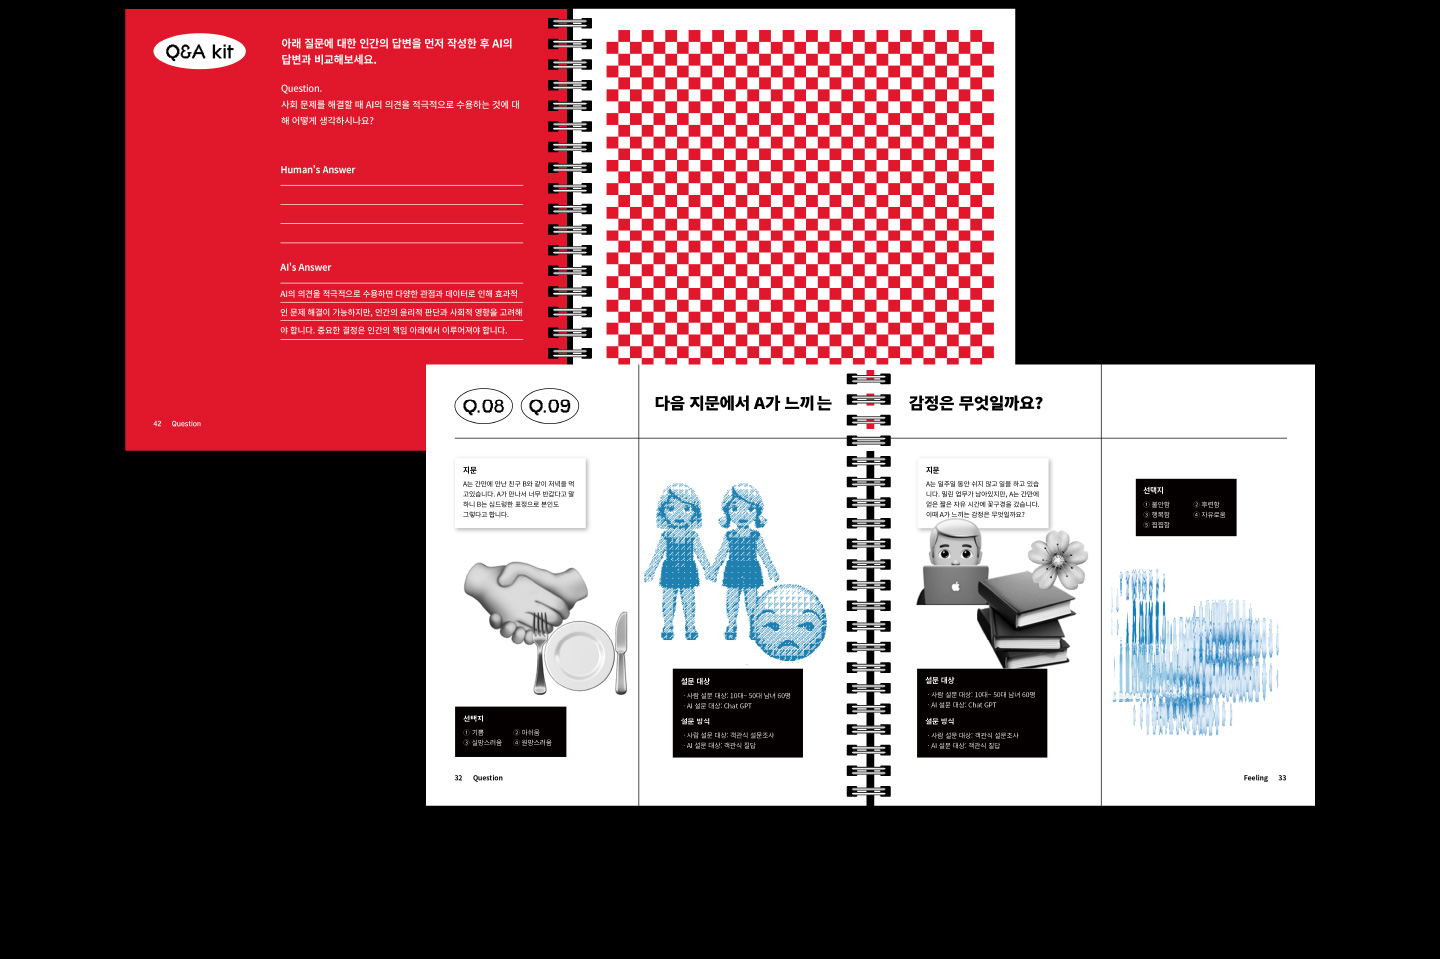 Q&A kit
아래 질문에 대한 인간의 답변을 먼저 작성한 후 AI의
답변과 비교해보세요.
Question.
사회 문제를 해결할 때 AI의 의견을 적극적으로 수용하는 것에 대
해 어떻게 생각하시나요?
Human's Answer
AI's Answer
AI의 의견을 적극적으로 수용하면 다양한 관점과 데이터로 인해 효과적
인 문제 해결이 가능하지만, 인간의 윤리적 판단과 사회적 영향을 고려해
야 합니다. 중요한 결정은 인간의 책임 아래에서 이루어져야 합니다.
42 Question
Q.08 Q.09
다음 지문에서 A가 느끼는 감정은 무엇일까요?
지문
A는 간만에 만난 친구 B와 같이 저녁을 먹
고있습니다. A가 만나서 너무 반갑다고 말
하니 B는 심드렁한 표정으로 본인도
그렇다고 합니다.
선택지
① 기쁨 ② 아쉬움
③ 실망스러움 ④ 원망스러움
설문 대상
· 사람 설문 대상: 10대~ 50대 남녀 60명
· AI 설문 대상: Chat GPT
설문 방식
· 사람 설문 대상: 객관식 설문조사
· AI 설문 대상: 객관식 질답
32 Question
지문
A는 일주일 동안 쉬지 않고 일을 하고 있습
니다. 밀린 업무가 남아있지만, A는 간만에
얻은 짧은 자유 시간에 꽃구경을 갔습니다.
이때 A가 느끼는 감정은 무엇일까요?
설문 대상
· 사람 설문 대상: 10대~ 50대 남녀 60명
· AI 설문 대상: Chat GPT
설문 방식
· 사람 설문 대상: 객관식 설문조사
· AI 설문 대상: 객관식 질답
선택지
① 불안함 ② 후련함
③ 행복함 ④ 자유로움
⑤ 찝찝함
Feeling 33